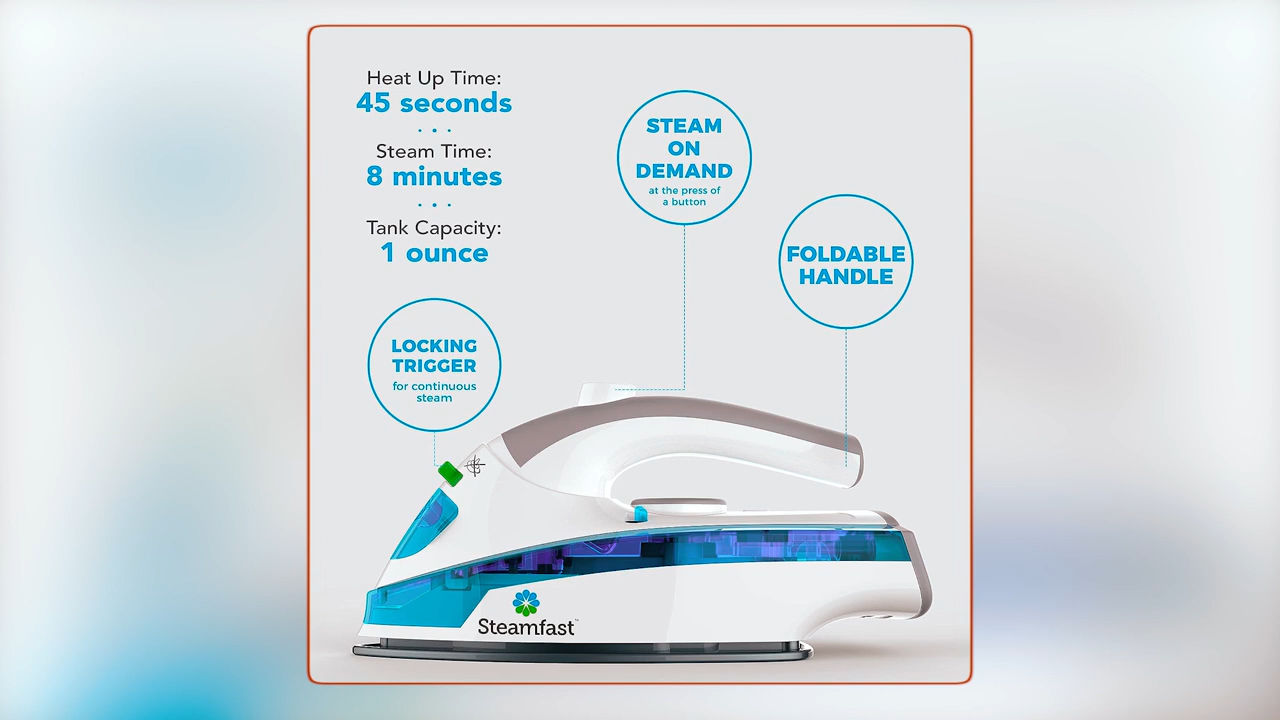 Heat Up Time:
45 seconds
Steam Time:
8 minutes
Tank Capacity:
1 ounce
STEAM
ON
DEMAND
at the press of
a button
FOLDABLE
HANDLE
LOCKING
TRIGGER
for continuous
steam
Steamfast™